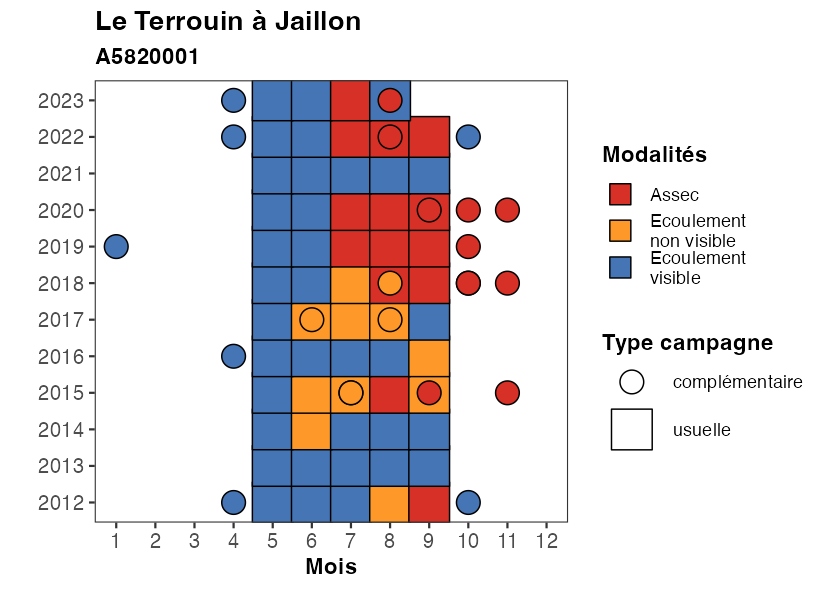 Le Terrouin à Jaillon
A5820001
2023
2022
2021
2020
2019
2018
2017
2016
2015
2014
2013
2012
1 2 3 4 5 6 7 8 9 10 11 12
Mois
Modalités
Assec
Ecoulement
non visible
Ecoulement
visible
Type campagne
complémentaire
usuelle